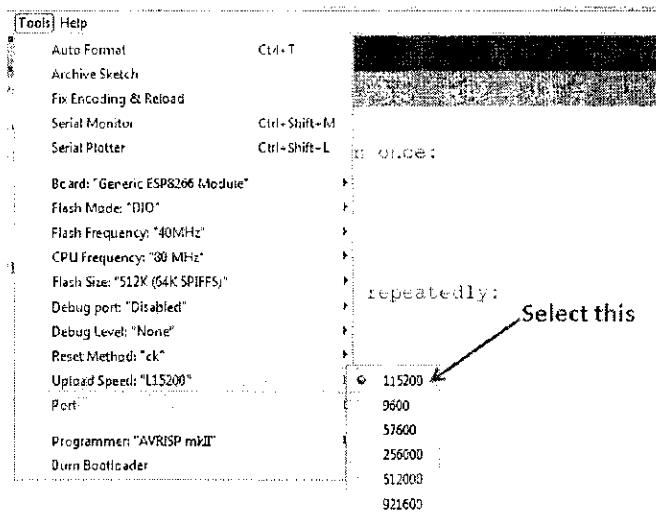 Tools Help
Auto Format Ctrl+T
Archive Sketch
Fix Encoding & Reload
Serial Monitor Ctrl+Shift+M
Serial Plotter Ctrl+Shift+L
n once:
Board: "Generic ESP8266 Module"
Flash Mode: "DIO"
Flash Frequency: "40MHz"
CPU Frequency: "80 MHz"
Flash Size: "512K (64K SPIFFS)"
repeatedly:
Debug port: "Disabled"
Select this
Debug Level: "None"
Reset Method: "ck"
Upload Speed: "115200"
115200
Port
9600
57600
Programmer: "AVRISP mkII"
256000
Burn Bootloader
512000
921600